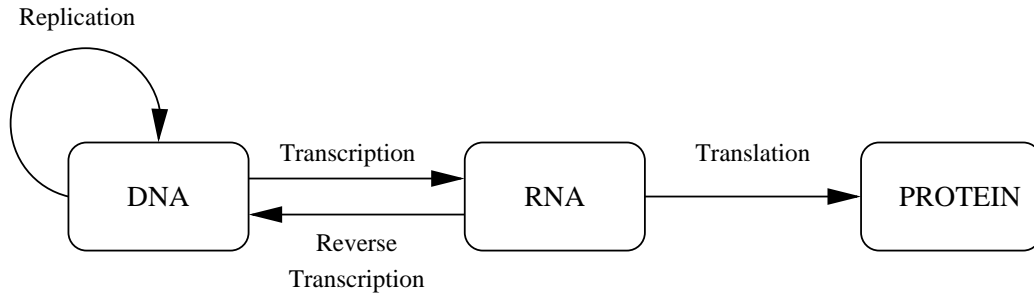 Replication
Transcription
Translation
DNA
RNA
PROTEIN
Reverse
Transcription